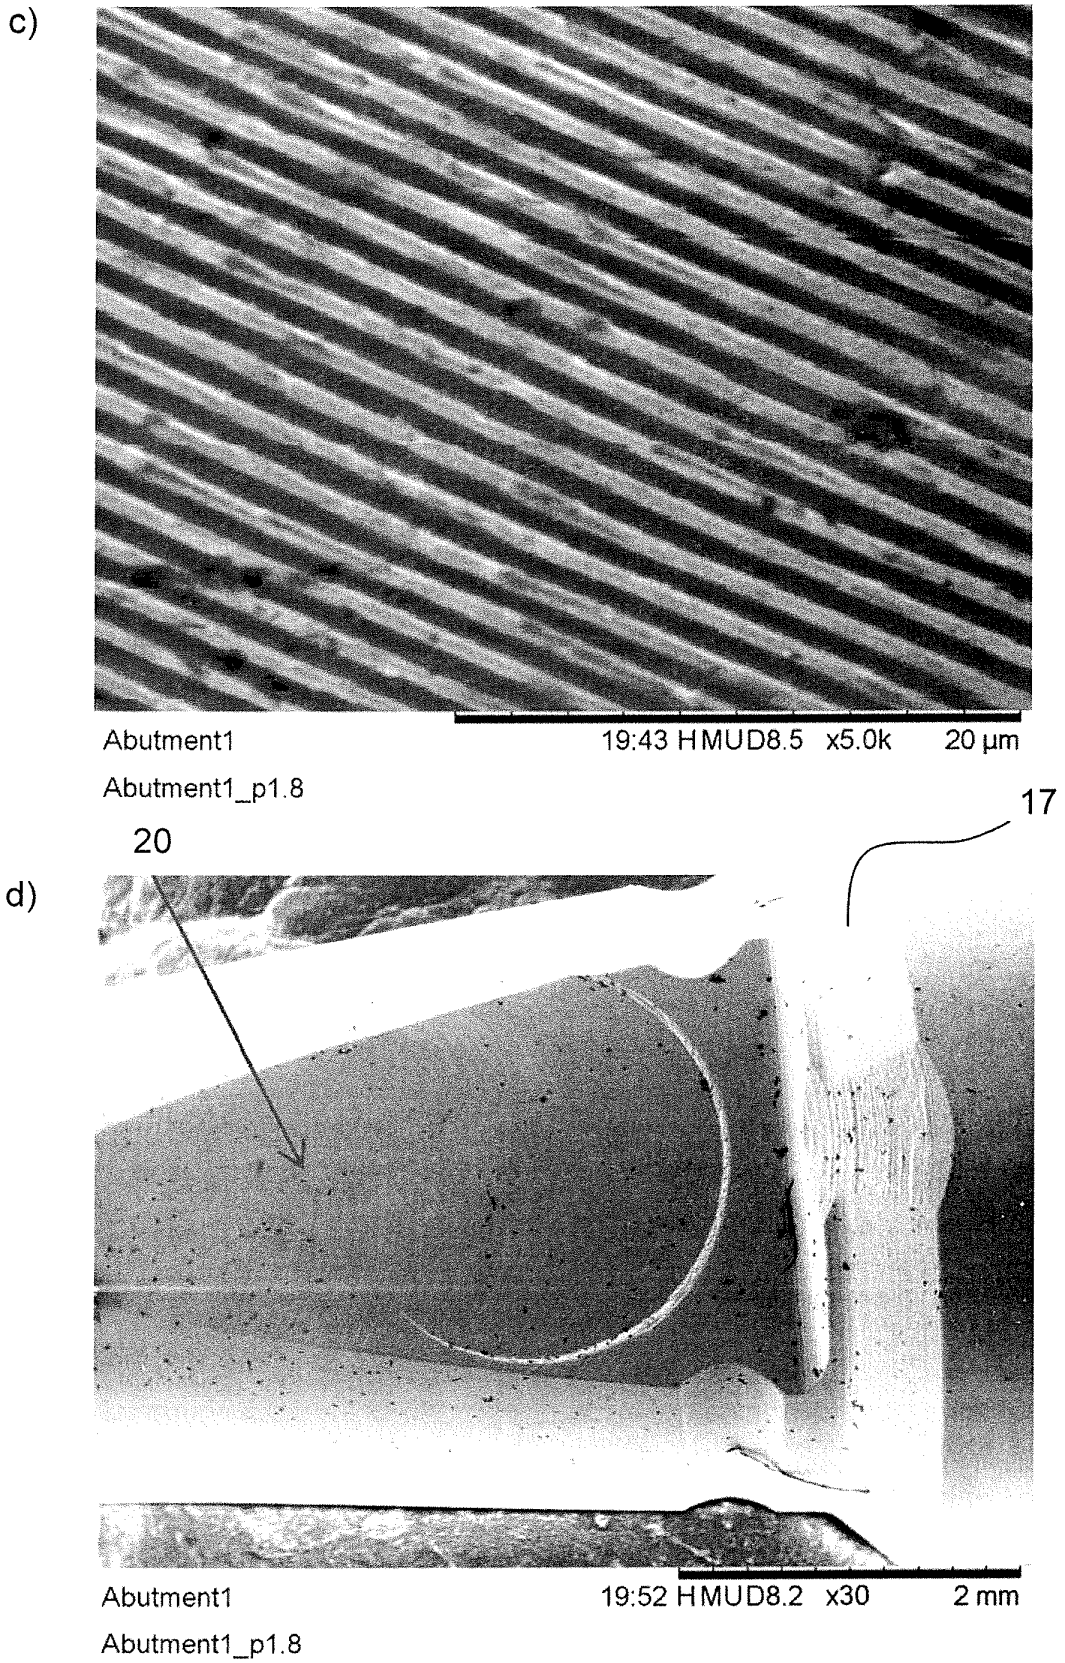 c)
Abutment1 19:43 HMUD8.5 x5.0k 20 µm
Abutment1_p1.8
17
20
d)
Abutment1 19:52 HMUD8.2 x30 2 mm
Abutment1_p1.8